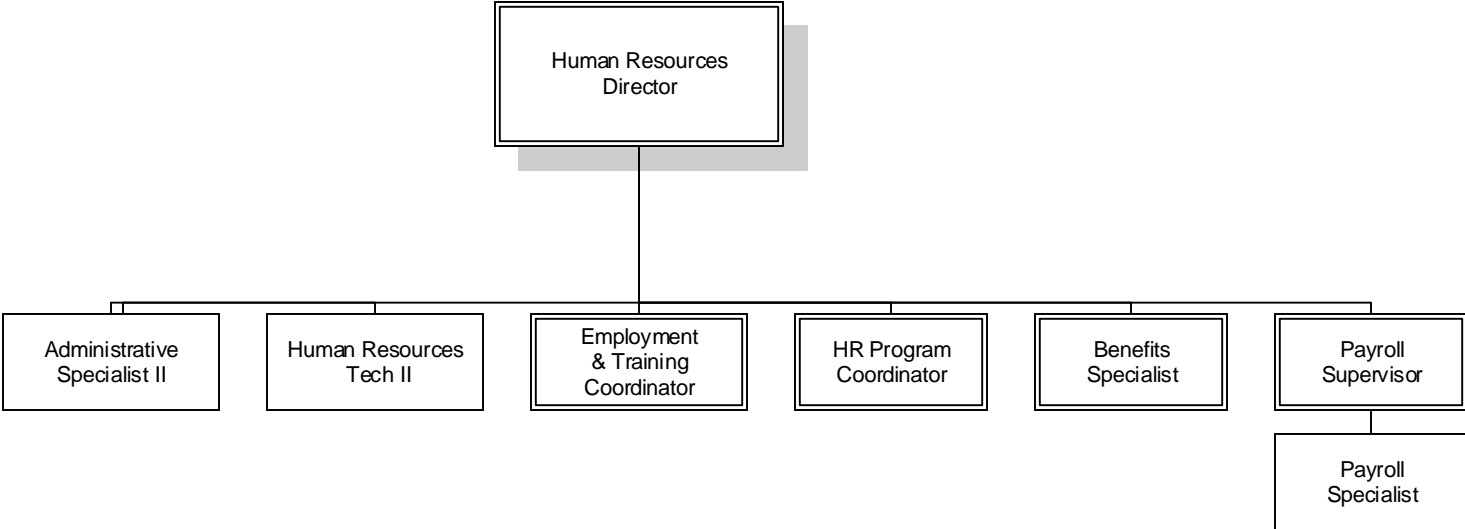 Human Resources
Director
Administrative
Specialist II
Human Resources
Tech II
Employment
& Training
Coordinator
HR Program
Coordinator
Benefits
Specialist
Payroll
Supervisor
Payroll
Specialist